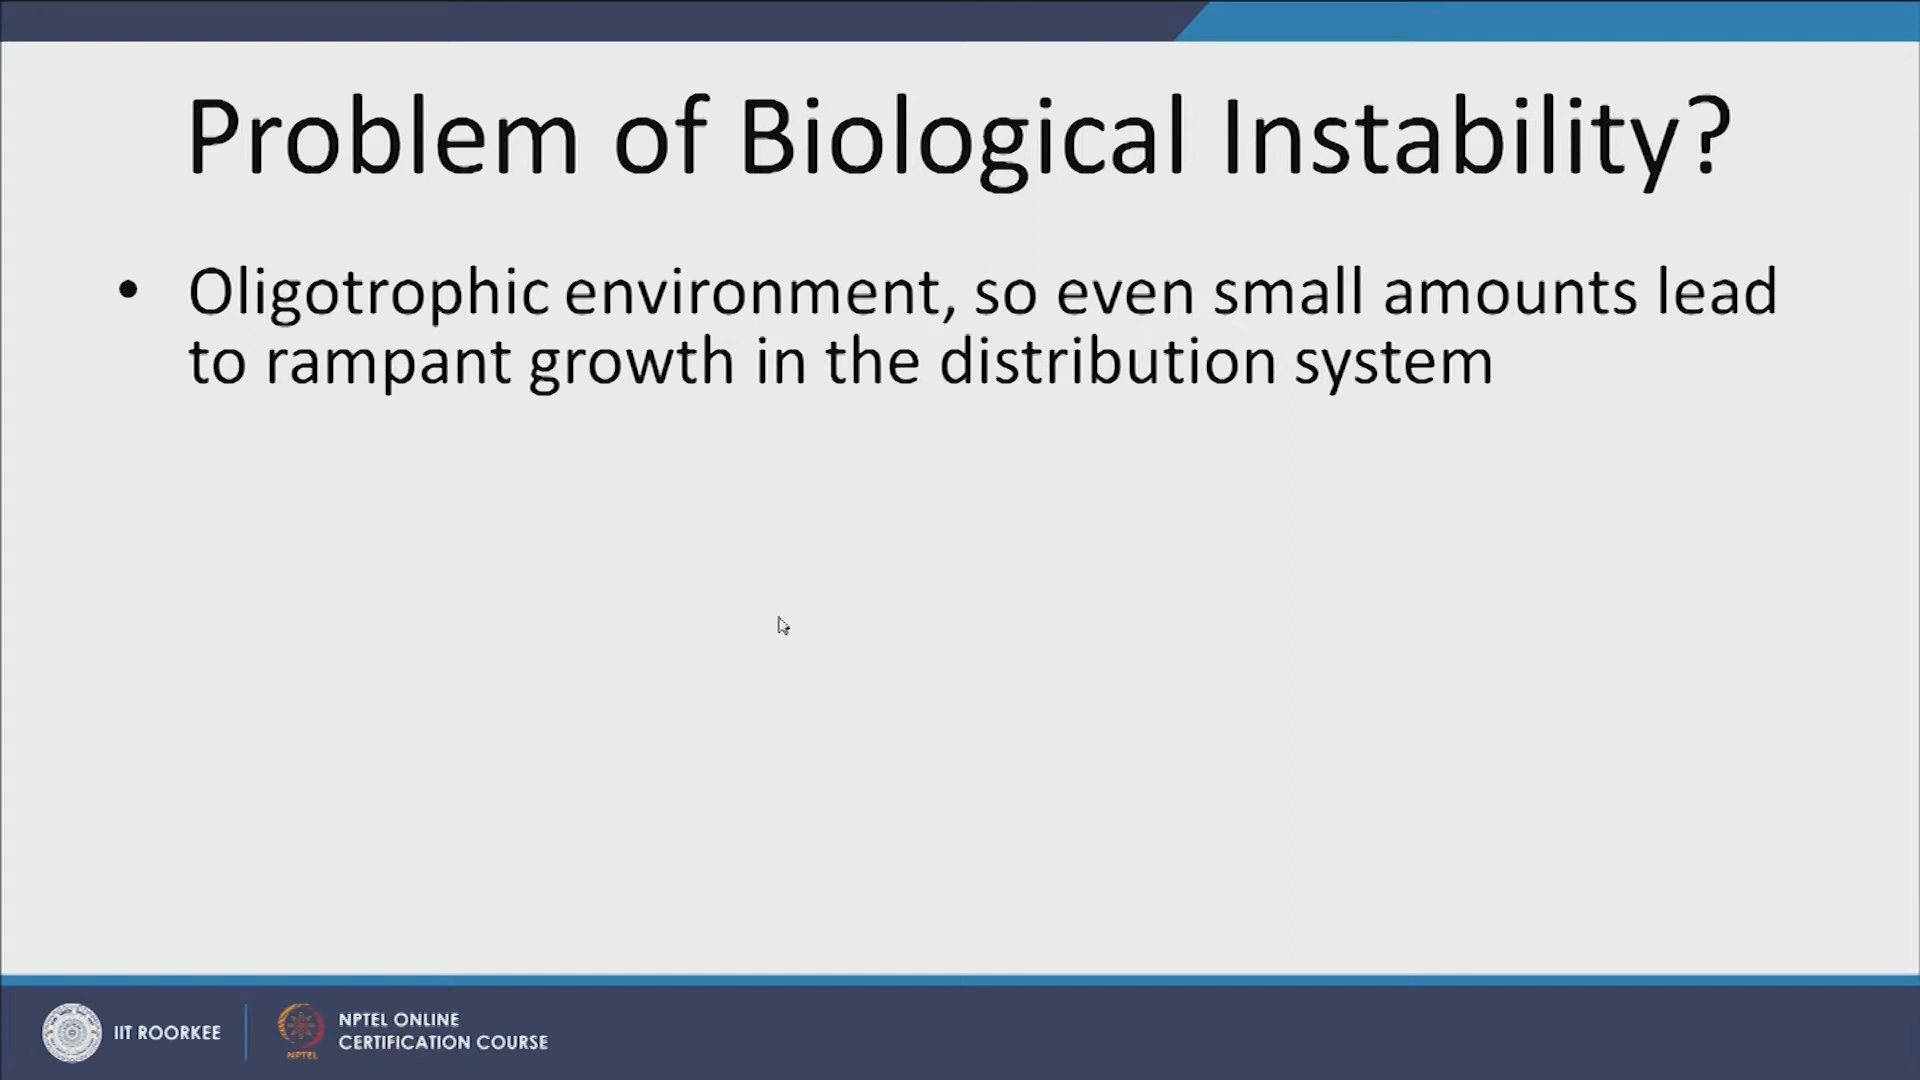 Problem of Biological Instability?
• Oligotrophic environment, so even small amounts lead
to rampant growth in the distribution system
IIT ROORKEE
NPTEL
NPTEL ONLINE
CERTIFICATION COURSE